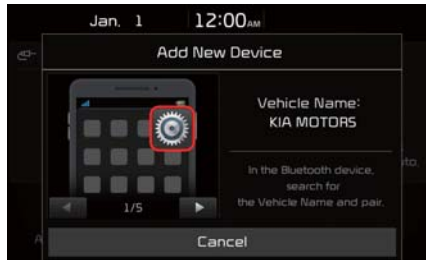 Jan. 1 12:00AM
Add New Device
Vehicle Name:
KIA MOTORS
In the Bluetooth device,
search for
the Vehicle Name and pair.
1/5
Cancel